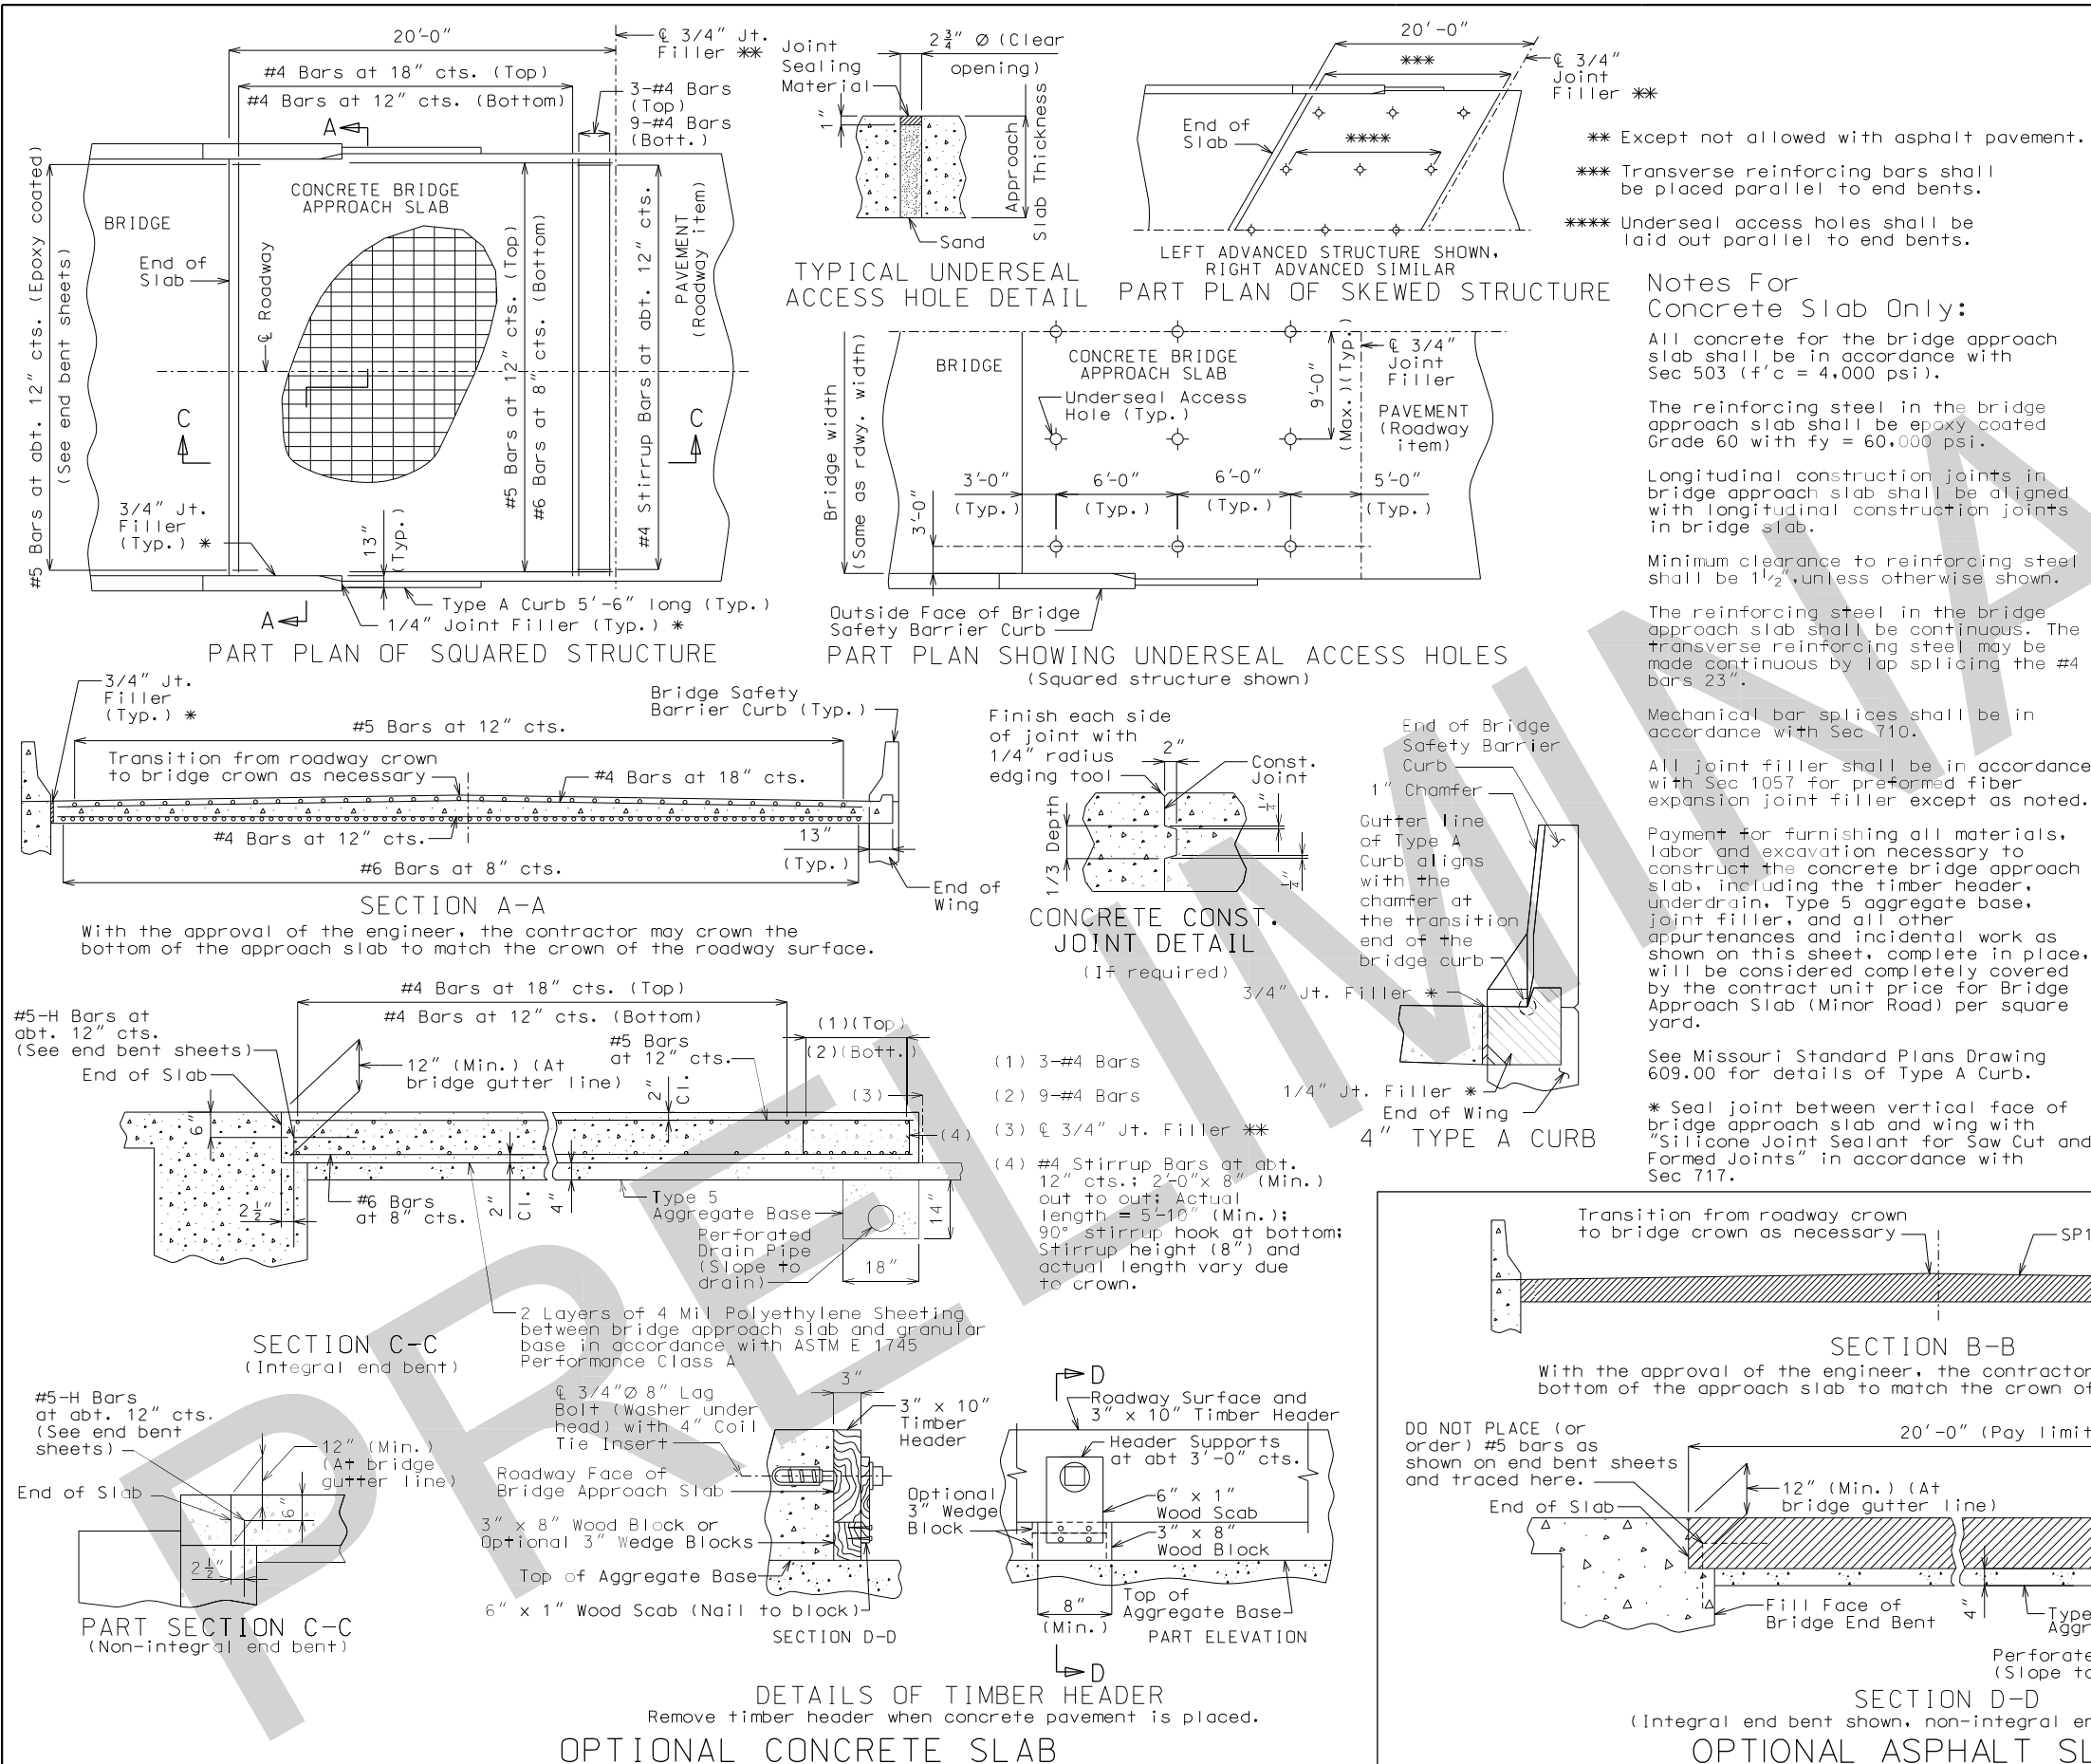 20'-0"
℄ 3/4" Jt.
Filler **
#4 Bars at 18" cts. (Top)
#4 Bars at 12" cts. (Bottom)
3-#4 Bars
(Top)
9-#4 Bars
(Bott.)
A
#5 Bars at abt. 12" cts. (Epoxy coated)
(See end bent sheets)
BRIDGE
CONCRETE BRIDGE
APPROACH SLAB
End of
Slab
℄ Roadway
#5 Bars at 12" cts. (Top)
#6 Bars at 8" cts. (Bottom)
#4 Stirrup Bars at abt. 12" cts.
PAVEMENT
(Roadway item)
C
C
3/4" Jt.
Filler
(Typ.) *
13"
(Typ.)
A
Type A Curb 5'-6" long (Typ.)
1/4" Joint Filler (Typ.) *
PART PLAN OF SQUARED STRUCTURE
Joint
Sealing
Material
2 3/4" Ø (Clear
opening)
1"
Approach
Slab Thickness
Sand
TYPICAL UNDERSEAL
ACCESS HOLE DETAIL
20'-0"
***
℄ 3/4"
Joint
Filler **
End of
Slab
****
LEFT ADVANCED STRUCTURE SHOWN,
RIGHT ADVANCED SIMILAR
PART PLAN OF SKEWED STRUCTURE
** Except not allowed with asphalt pavement.
*** Transverse reinforcing bars shall
be placed parallel to end bents.
**** Underseal access holes shall be
laid out parallel to end bents.
Bridge width
(Same as rdwy. width)
BRIDGE
CONCRETE BRIDGE
APPROACH SLAB
Underseal Access
Hole (Typ.)
9'-0"
(Max.)(Typ.)
℄ 3/4"
Joint
Filler
PAVEMENT
(Roadway
item)
3'-0"
(Typ.)
6'-0"
(Typ.)
6'-0"
(Typ.)
5'-0"
(Typ.)
3'-0"
Outside Face of Bridge
Safety Barrier Curb
PART PLAN SHOWING UNDERSEAL ACCESS HOLES
(Squared structure shown)
Notes For
Concrete Slab Only:
All concrete for the bridge approach
slab shall be in accordance with
Sec 503 (f'c = 4,000 psi).
The reinforcing steel in the bridge
approach slab shall be epoxy coated
Grade 60 with fy = 60,000 psi.
Longitudinal construction joints in
bridge approach slab shall be aligned
with longitudinal construction joints
in bridge slab.
Minimum clearance to reinforcing steel
shall be 1 1/2", unless otherwise shown.
The reinforcing steel in the bridge
approach slab shall be continuous. The
transverse reinforcing steel may be
made continuous by lap splicing the #4
bars 23".
Mechanical bar splices shall be in
accordance with Sec 710.
All joint filler shall be in accordance
with Sec 1057 for preformed fiber
expansion joint filler except as noted.
Payment for furnishing all materials,
labor and excavation necessary to
construct the concrete bridge approach
slab, including the timber header,
underdrain, Type 5 aggregate base,
joint filler, and all other
appurtenances and incidental work as
shown on this sheet, complete in place,
will be considered completely covered
by the contract unit price for Bridge
Approach Slab (Minor Road) per square
yard.
See Missouri Standard Plans Drawing
609.00 for details of Type A Curb.
* Seal joint between vertical face of
bridge approach slab and wing with
"Silicone Joint Sealant for Saw Cut and
Formed Joints" in accordance with
Sec 717.
3/4" Jt.
Filler
(Typ.) *
Bridge Safety
Barrier Curb (Typ.)
#5 Bars at 12" cts.
Transition from roadway crown
to bridge crown as necessary
#4 Bars at 18" cts.
#4 Bars at 12" cts.
13"
(Typ.)
#6 Bars at 8" cts.
End of
Wing
SECTION A-A
With the approval of the engineer, the contractor may crown the
bottom of the approach slab to match the crown of the roadway surface.
Finish each side
of joint with
1/4" radius
edging tool
2"
Const.
Joint
1/3 Depth
1/4"
1/4"
CONCRETE CONST.
JOINT DETAIL
(If required)
End of Bridge
Safety Barrier
Curb
1" Chamfer
Gutter line
of Type A
Curb aligns
with the
chamfer at
the transition
end of the
bridge curb
3/4" Jt. Filler *
1/4" Jt. Filler *
End of Wing
4" TYPE A CURB
#4 Bars at 18" cts. (Top)
#4 Bars at 12" cts. (Bottom)
#5-H Bars at
abt. 12" cts.
(See end bent sheets)
End of Slab
12" (Min.) (At
bridge gutter line)
#5 Bars
at 12" cts.
(1)(Top)
(2)(Bott.)
2"
Cl.
(3)
(4)
6"
2 1/2"
#6 Bars
at 8" cts.
2"
Cl.
4"
Type 5
Aggregate Base
Perforated
Drain Pipe
(Slope to
drain)
14"
18"
2 Layers of 4 Mil Polyethylene Sheeting
between bridge approach slab and granular
base in accordance with ASTM E 1745
Performance Class A
SECTION C-C
(Integral end bent)
(1) 3-#4 Bars
(2) 9-#4 Bars
(3) ℄ 3/4" Jt. Filler **
(4) #4 Stirrup Bars at abt.
12" cts.; 2'-0"x 8" (Min.)
out to out; Actual
length = 5'-10" (Min.);
90° stirrup hook at bottom;
Stirrup height (8") and
actual length vary due
to crown.
#5-H Bars
at abt. 12" cts.
(See end bent
sheets)
12" (Min.)
(At bridge
gutter line)
End of Slab
6"
2 1/2"
PART SECTION C-C
(Non-integral end bent)
℄ 3/4"Ø 8" Lag
Bolt (Washer under
head) with 4" Coil
Tie Insert
3"
3" x 10"
Timber
Header
Roadway Face of
Bridge Approach Slab
3" x 8" Wood Block or
Optional 3" Wedge Blocks
Top of Aggregate Base
6" x 1" Wood Scab (Nail to block)
SECTION D-D
D
Roadway Surface and
3" x 10" Timber Header
Header Supports
at abt 3'-0" cts.
Optional
3" Wedge
Block
6" x 1"
Wood Scab
3" x 8"
Wood Block
8"
(Min.)
Top of
Aggregate Base
PART ELEVATION
D
DETAILS OF TIMBER HEADER
Remove timber header when concrete pavement is placed.
OPTIONAL CONCRETE SLAB
Transition from roadway crown
to bridge crown as necessary
SP1
SECTION B-B
With the approval of the engineer, the contractor
bottom of the approach slab to match the crown of
DO NOT PLACE (or
order) #5 bars as
shown on end bent sheets
and traced here.
20'-0" (Pay limit
12" (Min.) (At
bridge gutter line)
End of Slab
Fill Face of
Bridge End Bent
4"
Type
Aggr
Perforate
(Slope to
SECTION D-D
(Integral end bent shown, non-integral en
OPTIONAL ASPHALT SL
PRELIMINA